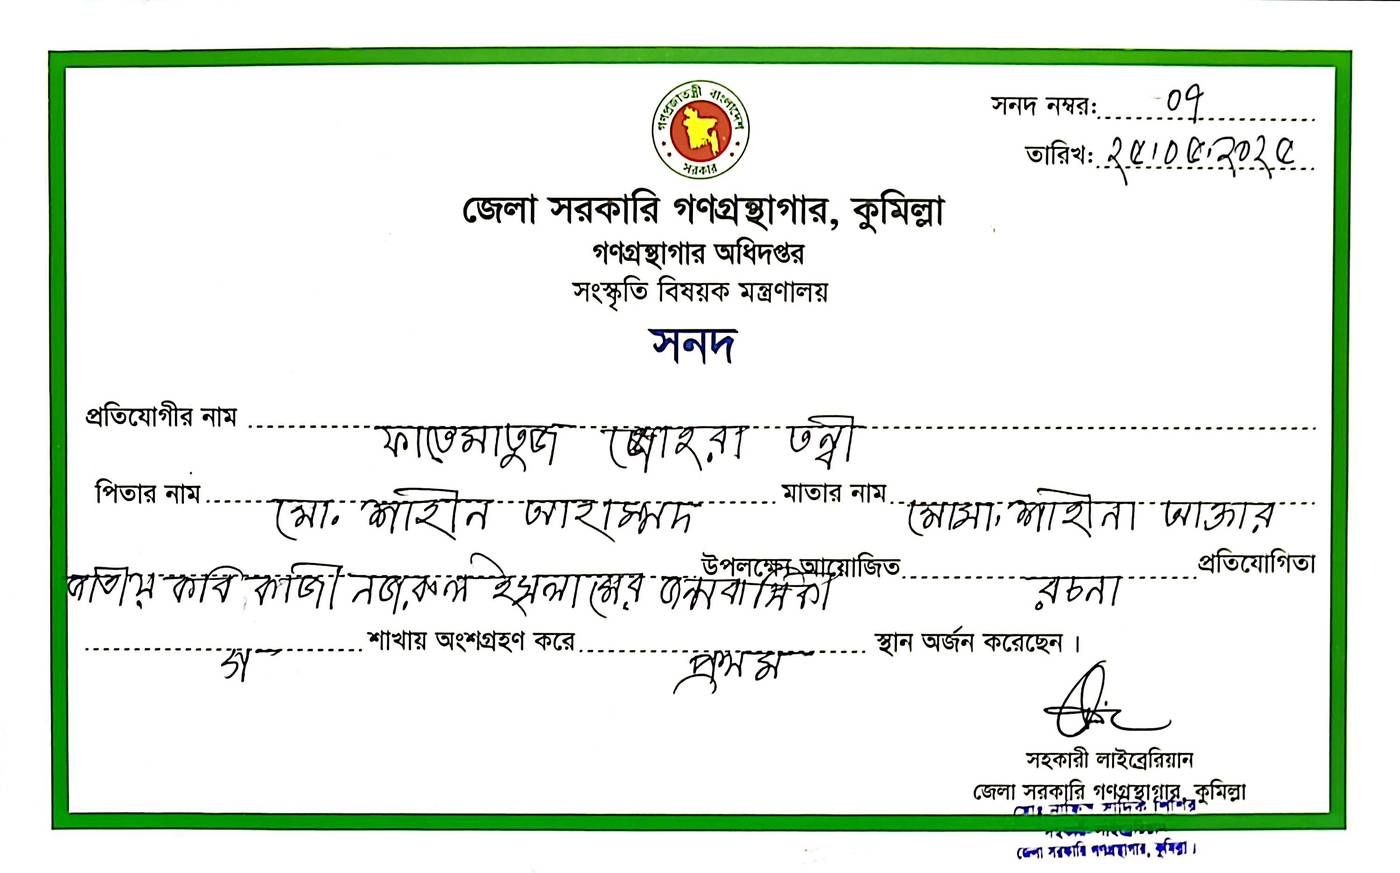 গণপ্রজাতন্ত্রী বাংলাদেশ
সরকার
সনদ নম্বর: ০৭
তারিখ: ২৫.০৫.২০২৫
জেলা সরকারি গণগ্রন্থাগার, কুমিল্লা
গণগ্রন্থাগার অধিদপ্তর
সংস্কৃতি বিষয়ক মন্ত্রণালয়
সনদ
প্রতিযোগীর নাম ফাতেমাতুজ জোহরা তন্বী
পিতার নাম মো. শাহীন আহাম্মদ মাতার নাম মোসা. শাহীনা আক্তার
জাতীয় কবি কাজী নজরুল ইসলামের জন্মবার্ষিকী উপলক্ষে আয়োজিত রচনা প্রতিযোগিতা
গ শাখায় অংশগ্রহণ করে প্রথম স্থান অর্জন করেছেন।
সহকারী লাইব্রেরিয়ান
জেলা সরকারি গণগ্রন্থাগার, কুমিল্লা
জেলা সরকারি গণগ্রন্থাগার, কুমিল্লা।